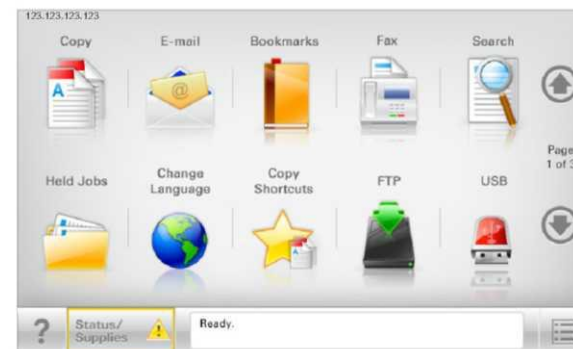 123.123.123.123
Copy
E-mail
Bookmarks
Fax
Search
Page
1 of 3
Held Jobs
Change
Language
Copy
Shortcuts
FTP
USB
?
Status/
Supplies
Ready.